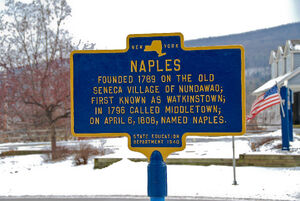 NEW YORK
NAPLES
FOUNDED 1789 ON THE OLD
SENECA VILLAGE OF NUNDAWAO;
FIRST KNOWN AS WATKINSTOWN;
IN 1796 CALLED MIDDLETOWN;
ON APRIL 6, 1808, NAMED NAPLES.
STATE EDUCATION
DEPARTMENT 1940